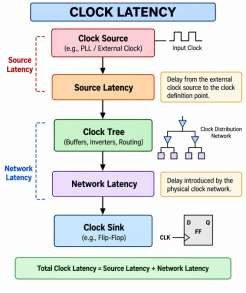 CLOCK LATENCY
Clock Source
(e.g., PLL / External Clock)
Input Clock
Source
Latency
Source Latency
Delay from the external
clock source to the clock
definition point.
Clock Tree
(Buffers, Inverters, Routing)
Clock Distribution
Network
Network
Latency
Network Latency
Delay introduced by the
physical clock network.
Clock Sink
(e.g., Flip-Flop)
D Q
FF
CLK
Total Clock Latency = Source Latency + Network Latency